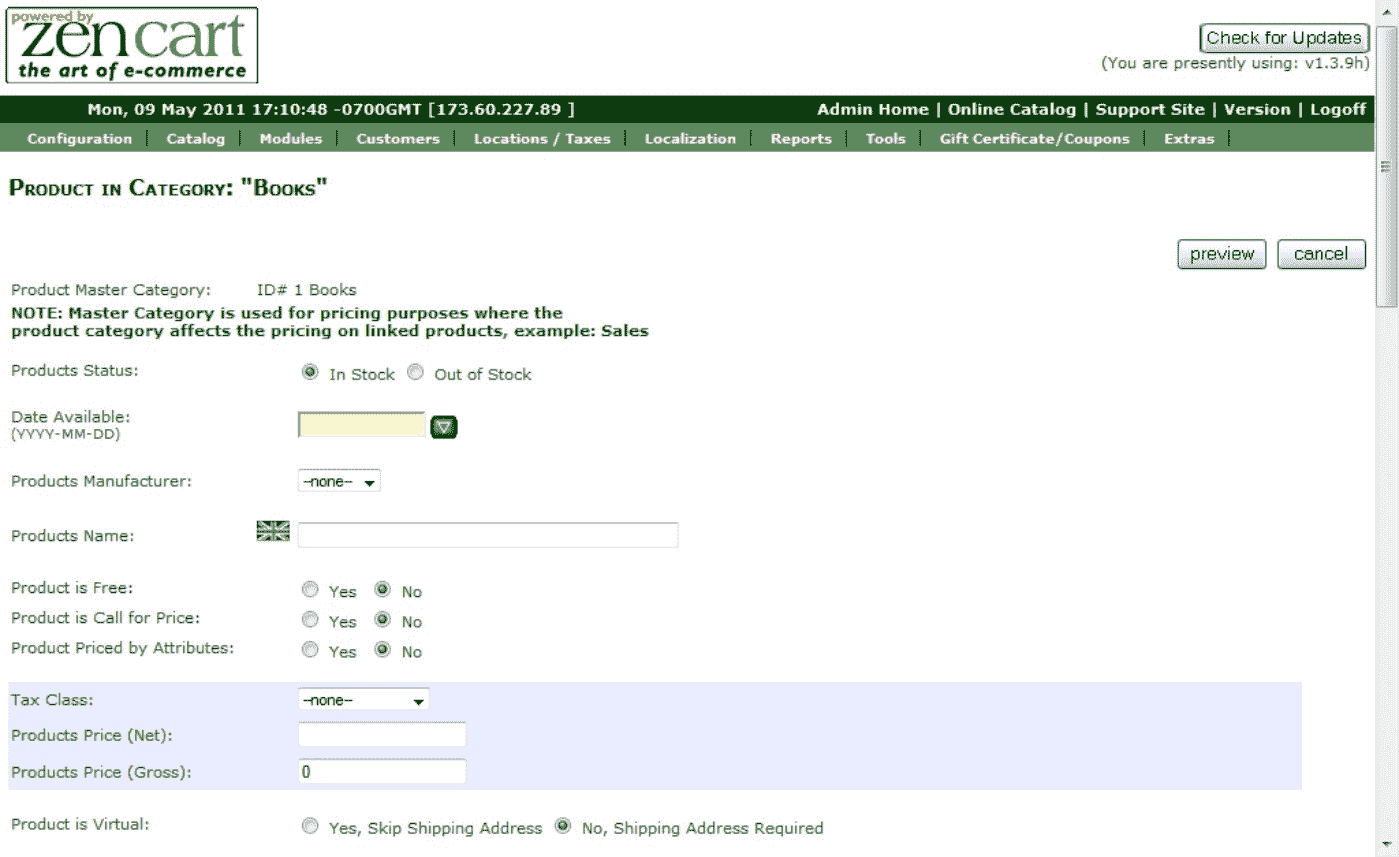 powered by
zen cart
the art of e-commerce
Check for Updates
(You are presently using: v1.3.9h)
Mon, 09 May 2011 17:10:48 -0700GMT [173.60.227.89 ]
Admin Home | Online Catalog | Support Site | Version | Logoff
Configuration | Catalog | Modules | Customers | Locations / Taxes | Localization | Reports | Tools | Gift Certificate/Coupons | Extras |
Product in Category: "Books"
preview cancel
Product Master Category: ID# 1 Books
NOTE: Master Category is used for pricing purposes where the
product category affects the pricing on linked products, example: Sales
Products Status: In Stock Out of Stock
Date Available:
(YYYY-MM-DD)
Products Manufacturer: --none--
Products Name:
Product is Free: Yes No
Product is Call for Price: Yes No
Product Priced by Attributes: Yes No
Tax Class: --none--
Products Price (Net):
Products Price (Gross): 0
Product is Virtual: Yes, Skip Shipping Address No, Shipping Address Required